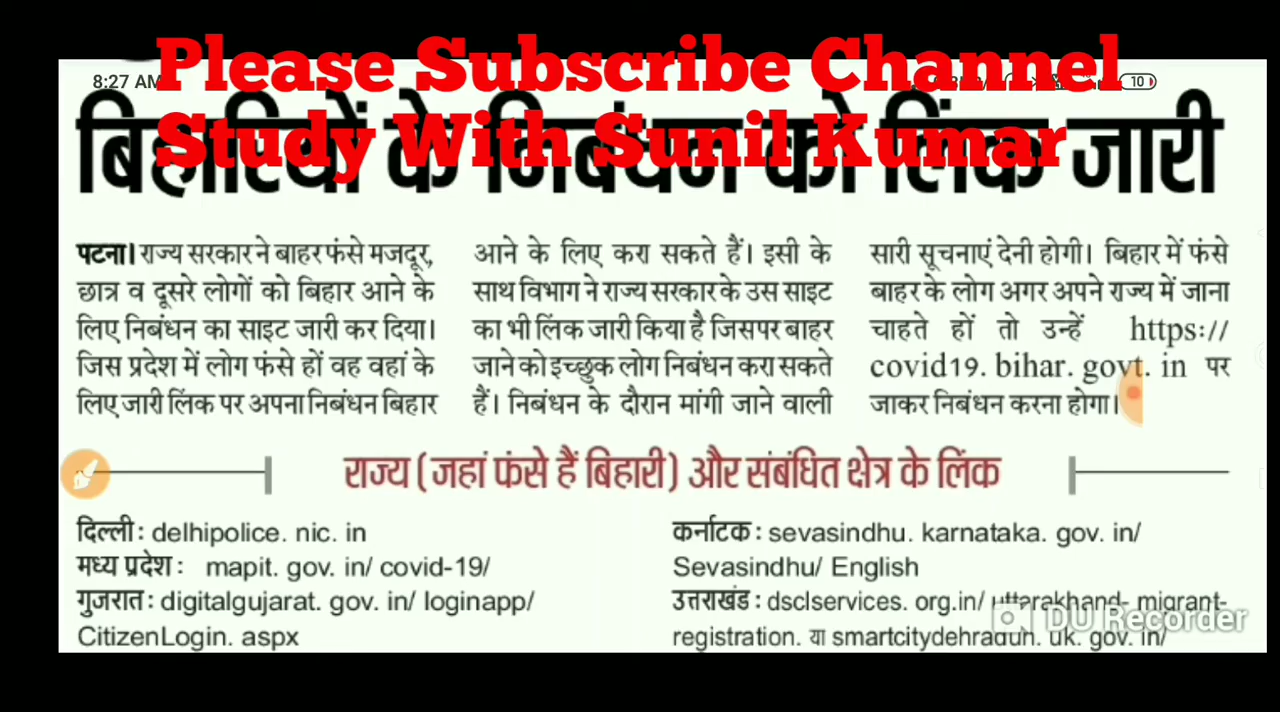 Please Subscribe Channel
8:27 AM
10
Study With Sunil Kumar
बिहारियों के निबंधन को लिंक जारी
पटना। राज्य सरकार ने बाहर फंसे मजदूर,
छात्र व दूसरे लोगों को बिहार आने के
लिए निबंधन का साइट जारी कर दिया।
जिस प्रदेश में लोग फंसे हों वह वहां के
लिए जारी लिंक पर अपना निबंधन बिहार
आने के लिए करा सकते हैं। इसी के
साथ विभाग ने राज्य सरकार के उस साइट
का भी लिंक जारी किया है जिसपर बाहर
जाने को इच्छुक लोग निबंधन करा सकते
हैं। निबंधन के दौरान मांगी जाने वाली
सारी सूचनाएं देनी होगी। बिहार में फंसे
बाहर के लोग अगर अपने राज्य में जाना
चाहते हों तो उन्हें https://
covid19. bihar. govt. in पर
जाकर निबंधन करना होगा।
राज्य (जहां फंसे हैं बिहारी) और संबंधित क्षेत्र के लिंक
दिल्ली : delhipolice. nic. in
मध्य प्रदेश : mapit. gov. in/ covid-19/
गुजरात : digitalgujarat. gov. in/ loginapp/
CitizenLogin. aspx
कर्नाटक : sevasindhu. karnataka. gov. in/
Sevasindhu/ English
उत्तराखंड : dsclservices. org.in/ uttarakhand- migrant-
registration. या smartcitydehradun. uk. gov. in/
DU Recorder